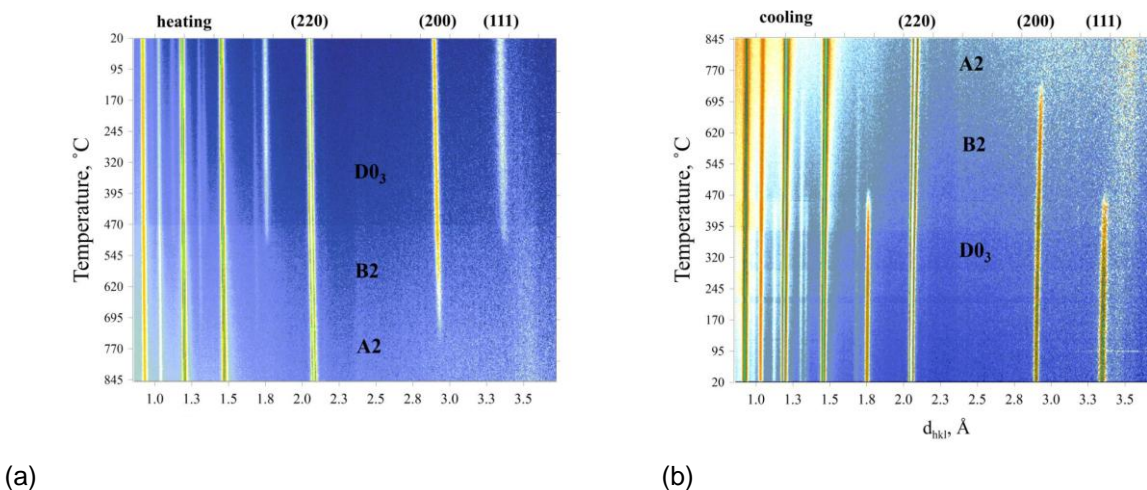 heating (220) (200) (111)
20
95
170
245
320
395
470
545
620
695
770
845
Temperature, °C
D0₃
B2
A2
1.0 1.3 1.5 1.8 2.0 2.3 2.5 2.8 3.0 3.3 3.5
(a)
cooling (220) (200) (111)
845
770
695
620
545
470
395
320
245
170
95
20
Temperature, °C
A2
B2
D0₃
1.0 1.3 1.5 1.8 2.0 2.3 2.5 2.8 3.0 3.3 3.5
d_hkl, Å
(b)